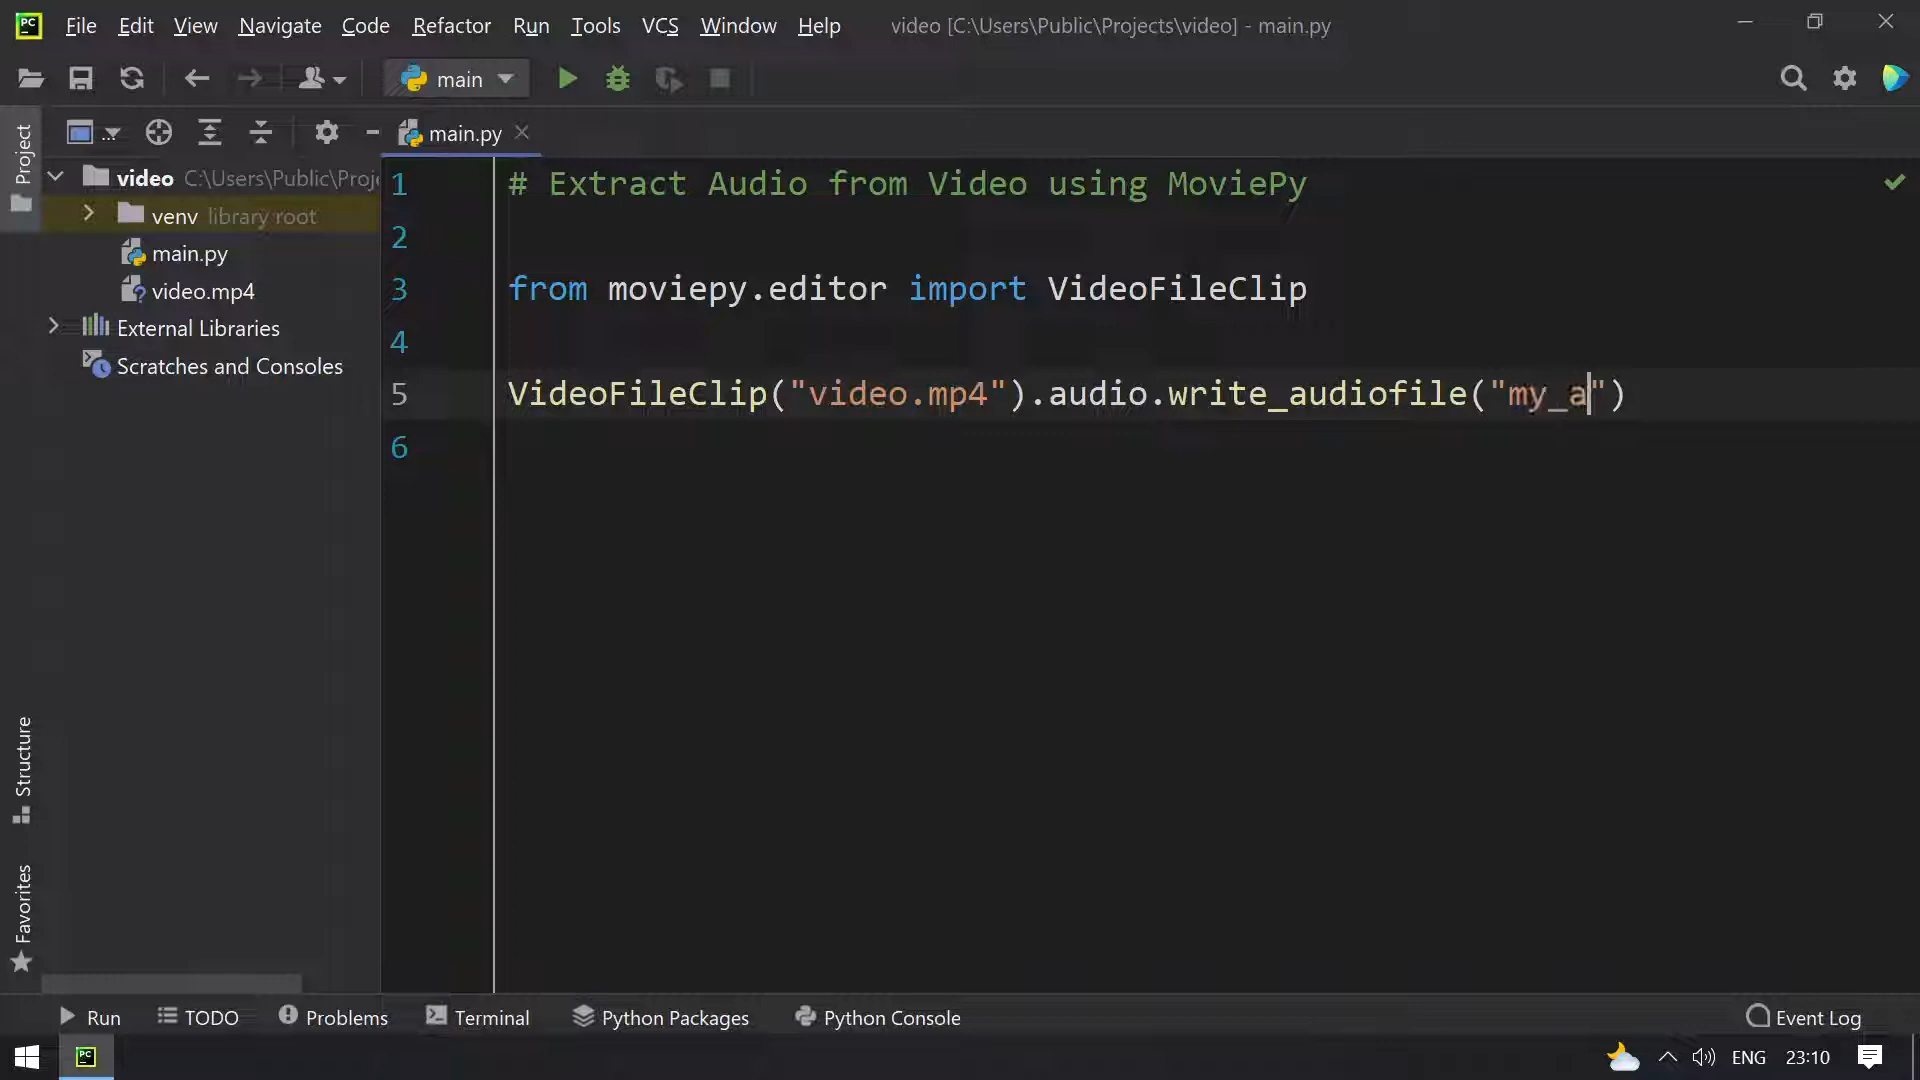 PC File Edit View Navigate Code Refactor Run Tools VCS Window Help video [C:\Users\Public\Projects\video] - main.py
main
... main.py
Project
video C:\Users\Public\Proj
venv library root
main.py
video.mp4
External Libraries
Scratches and Consoles
1 # Extract Audio from Video using MoviePy
2
3 from moviepy.editor import VideoFileClip
4
5 VideoFileClip("video.mp4").audio.write_audiofile("my_a")
6
Structure
Favorites
Run TODO Problems Terminal Python Packages Python Console Event Log
PC ENG 23:10